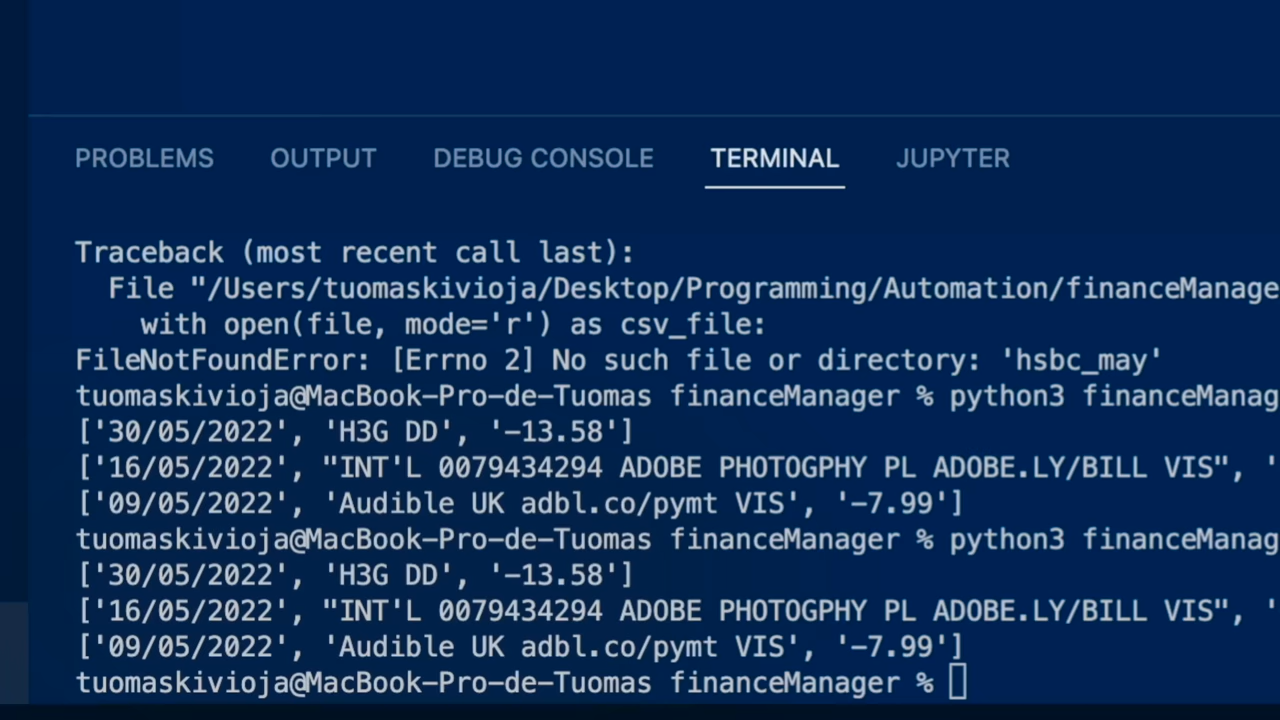 PROBLEMS OUTPUT DEBUG CONSOLE TERMINAL JUPYTER
Traceback (most recent call last):
File "/Users/tuomaskivioja/Desktop/Programming/Automation/financeManage
with open(file, mode='r') as csv_file:
FileNotFoundError: [Errno 2] No such file or directory: 'hsbc_may'
tuomaskivioja@MacBook-Pro-de-Tuomas financeManager % python3 financeManag
['30/05/2022', 'H3G DD', '-13.58']
['16/05/2022', "INT'L 0079434294 ADOBE PHOTOGPHY PL ADOBE.LY/BILL VIS", '
['09/05/2022', 'Audible UK adbl.co/pymt VIS', '-7.99']
tuomaskivioja@MacBook-Pro-de-Tuomas financeManager % python3 financeManag
['30/05/2022', 'H3G DD', '-13.58']
['16/05/2022', "INT'L 0079434294 ADOBE PHOTOGPHY PL ADOBE.LY/BILL VIS", '
['09/05/2022', 'Audible UK adbl.co/pymt VIS', '-7.99']
tuomaskivioja@MacBook-Pro-de-Tuomas financeManager %